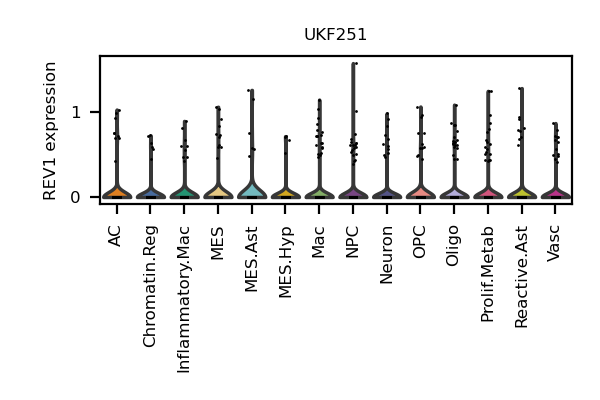 UKF251
REV1 expression
1
0
AC
Chromatin.Reg
Inflammatory.Mac
MES
MES.Ast
MES.Hyp
Mac
NPC
Neuron
OPC
Oligo
Prolif.Metab
Reactive.Ast
Vasc